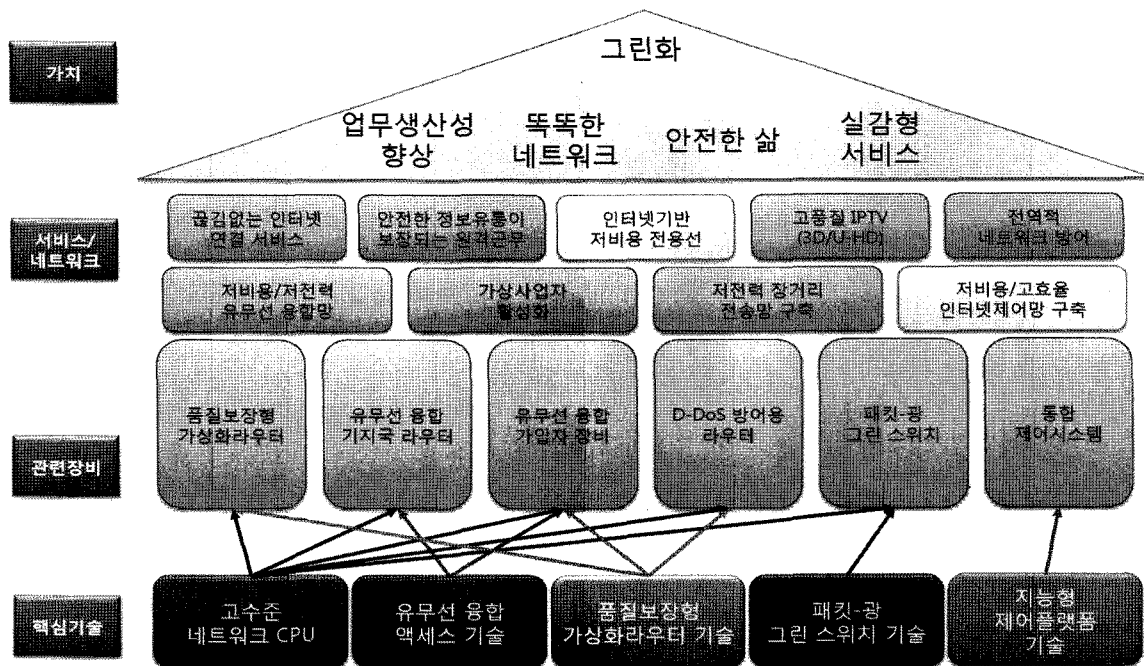 가치
그린화
업무생산성
향상
똑똑한
네트워크
안전한 삶
실감형
서비스
서비스/
네트워크
끊김없는 인터넷
연결 서비스
안전한 정보유통이
보장되는 원격근무
인터넷기반
저비용 전용선
고품질 IPTV
(3D/U-HD)
전역적
네트워크 방어
저비용/저전력
유무선 융합망
가상사업자
활성화
저전력 장거리
전송망 구축
저비용/고효율
인터넷제어망 구축
관련장비
품질보장형
가상화라우터
유무선 융합
기지국 라우터
유무선 융합
가입자 장비
D-DoS 방어용
라우터
패킷-광
그린 스위치
통합
제어시스템
핵심기술
고수준
네트워크 CPU
유무선 융합
액세스 기술
품질보장형
가상화라우터 기술
패킷-광
그린 스위치 기술
지능형
제어플랫폼
기술